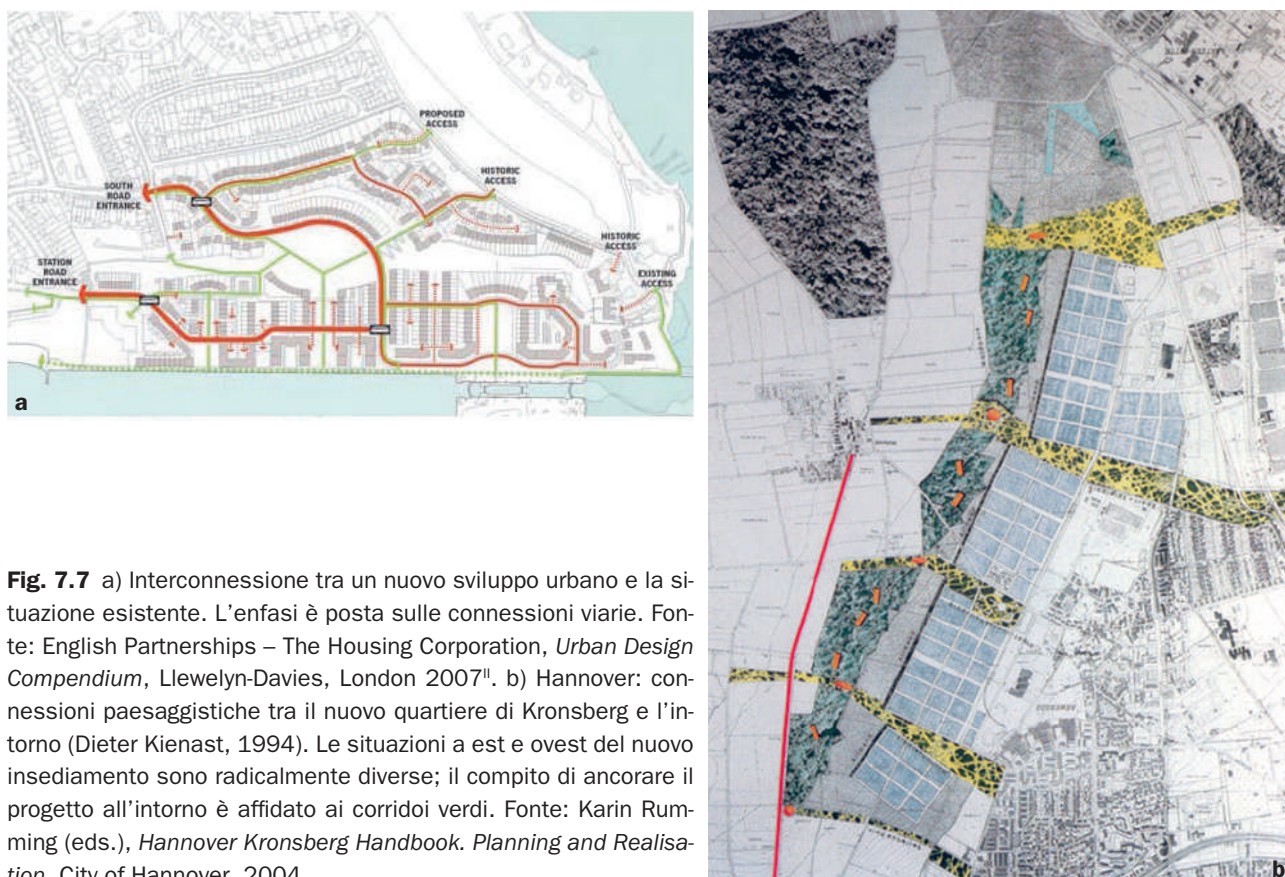 PROPOSED
ACCESS
SOUTH
ROAD
ENTRANCE
HISTORIC
ACCESS
STATION
ROAD
ENTRANCE
HISTORIC
ACCESS
EXISTING
ACCESS
a
Fig. 7.7 a) Interconnessione tra un nuovo sviluppo urbano e la si-
tuazione esistente. L'enfasi è posta sulle connessioni viarie. Fon-
te: English Partnerships – The Housing Corporation, Urban Design
Compendium, Llewelyn-Davies, London 2007ᴵᴵ. b) Hannover: con-
nessioni paesaggistiche tra il nuovo quartiere di Kronsberg e l'in-
torno (Dieter Kienast, 1994). Le situazioni a est e ovest del nuovo
insediamento sono radicalmente diverse; il compito di ancorare il
progetto all'intorno è affidato ai corridoi verdi. Fonte: Karin Rum-
ming (eds.), Hannover Kronsberg Handbook. Planning and Realisa-
tion, City of Hannover, 2004
b